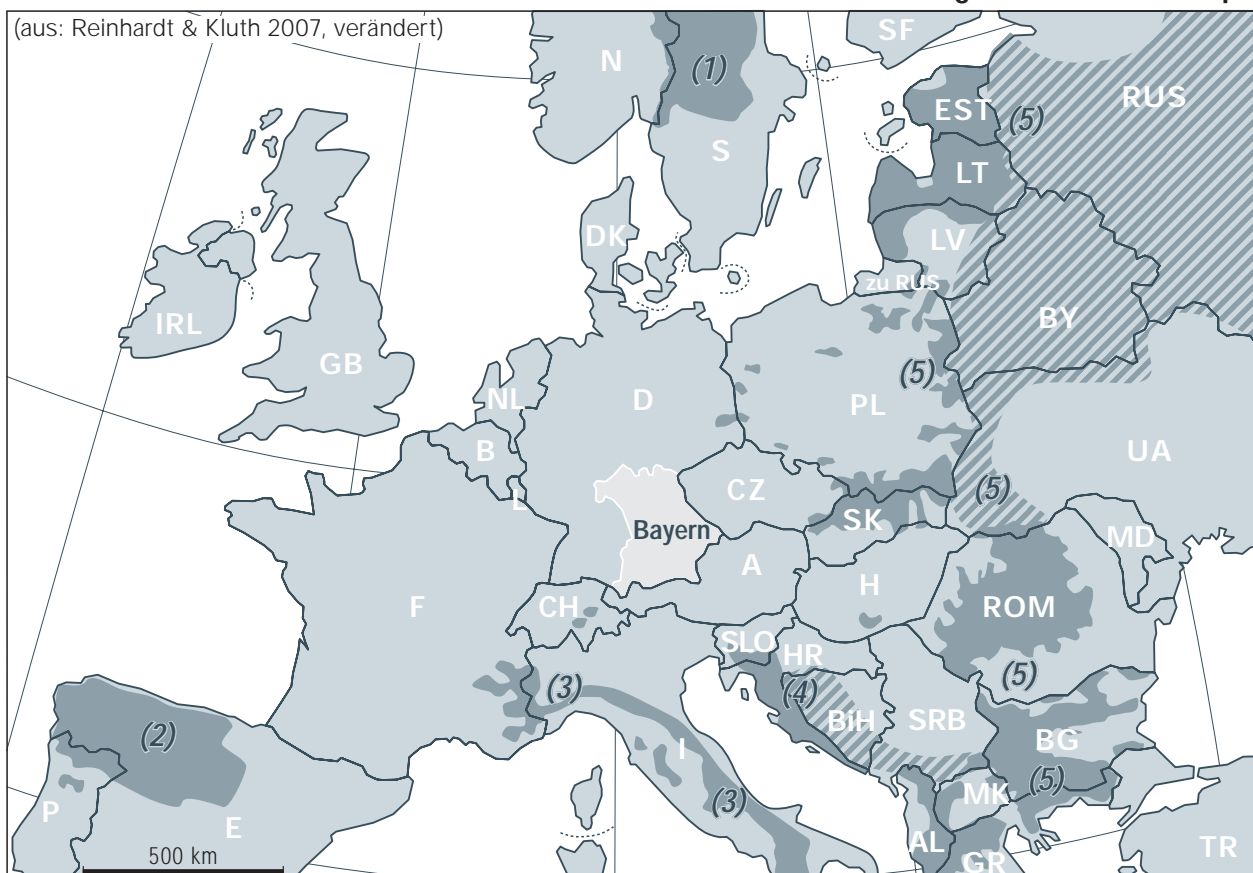 (aus: Reinhardt & Kluth 2007, verändert)
SF
N
(1)
RUS
EST
(5)
S
LT
DK
LV
zu RUS
IRL
BY
GB
(5)
NL
D
PL
B
UA
CZ
(5)
L
SK
Bayern
MD
A
H
CH
F
ROM
SLO
HR
(5)
(3)
(4)
(2)
BiH
SRB
BG
I
(5)
MK
(3)
P
E
AL
TR
500 km
GR